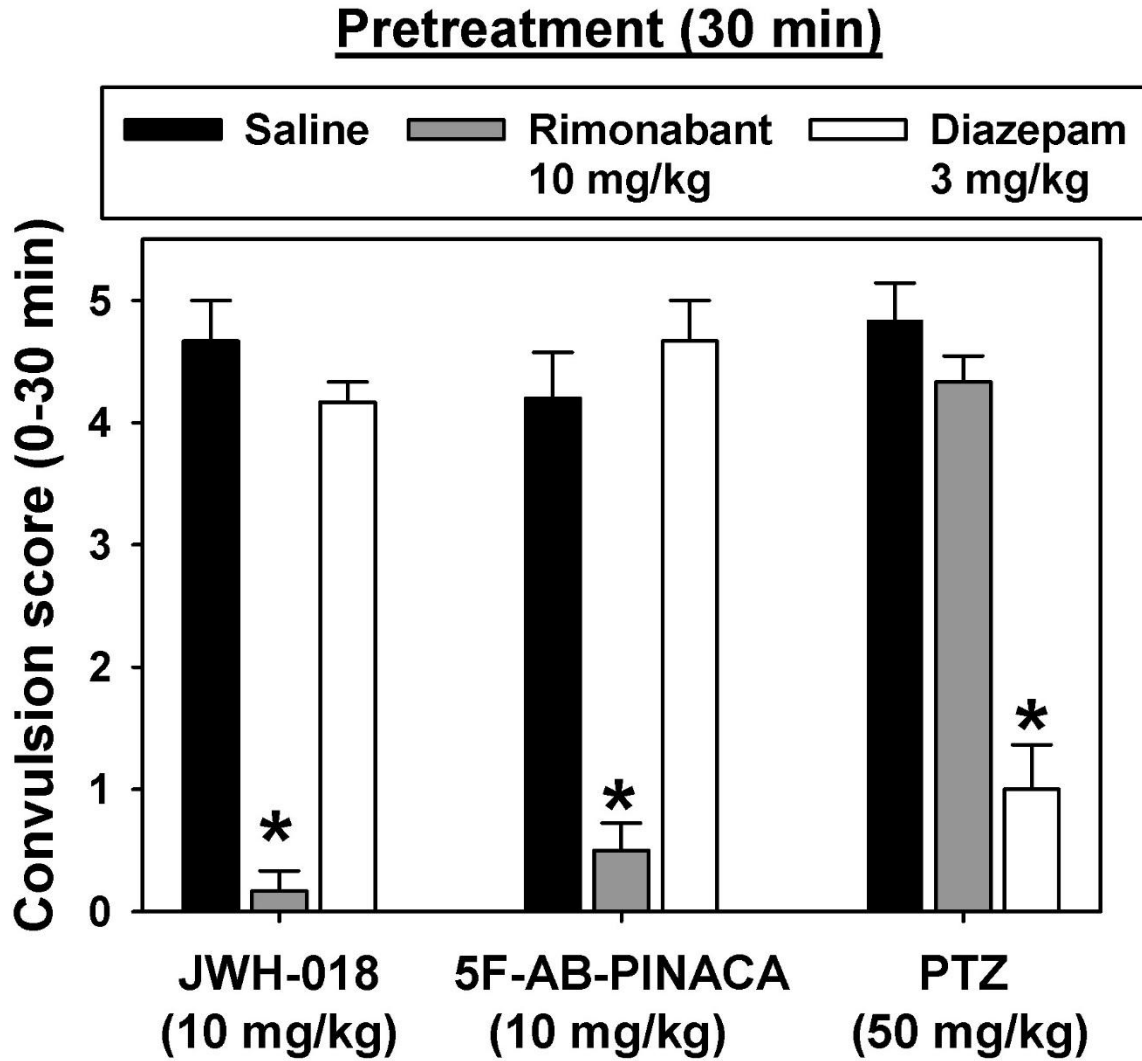 Pretreatment (30 min)
Saline Rimonabant Diazepam
10 mg/kg 3 mg/kg
Convulsion score (0-30 min)
5
4
3
2
1
0
*
*
*
JWH-018 5F-AB-PINACA PTZ
(10 mg/kg) (10 mg/kg) (50 mg/kg)